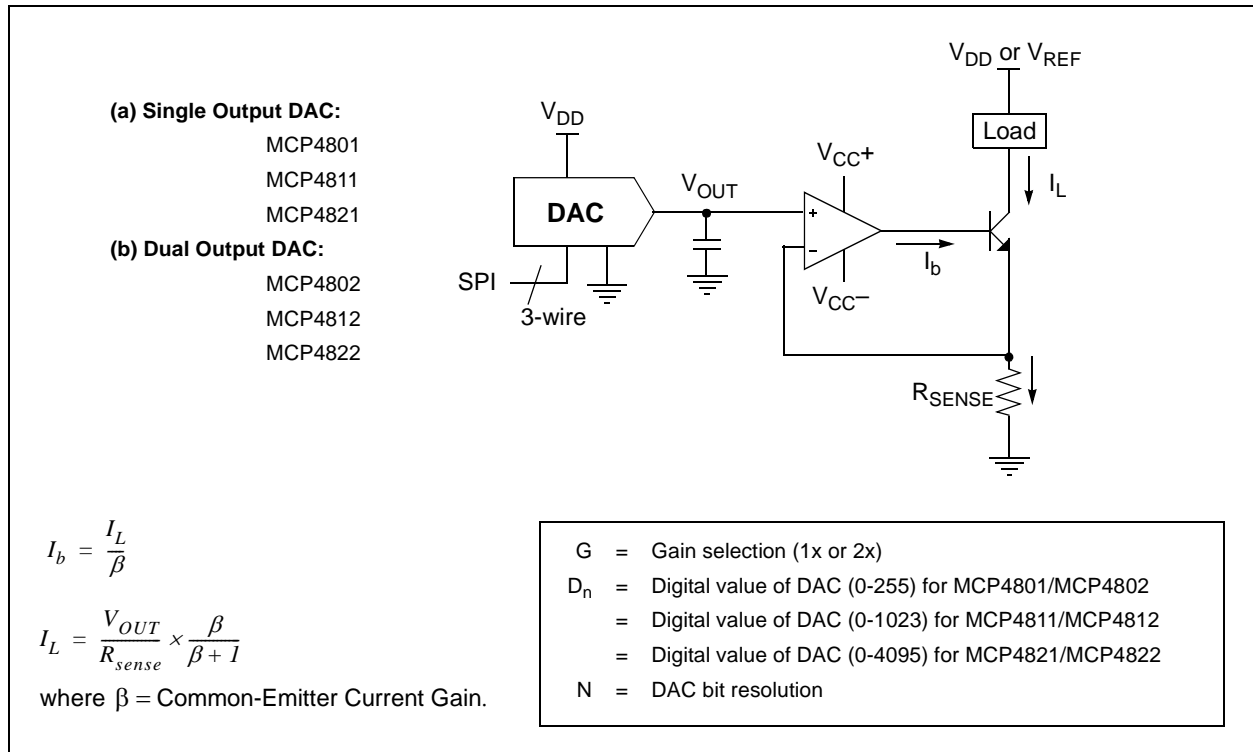 (a) Single Output DAC:
MCP4801
MCP4811
MCP4821
(b) Dual Output DAC:
MCP4802
MCP4812
MCP4822
V_DD
DAC
SPI
3-wire
V_OUT
V_CC+
+
–
V_CC–
I_b
V_DD or V_REF
Load
I_L
R_SENSE
I_b = I_L / β
I_L = V_OUT / R_sense × β / β + 1
where β = Common-Emitter Current Gain.
G = Gain selection (1x or 2x)
D_n = Digital value of DAC (0-255) for MCP4801/MCP4802
= Digital value of DAC (0-1023) for MCP4811/MCP4812
= Digital value of DAC (0-4095) for MCP4821/MCP4822
N = DAC bit resolution